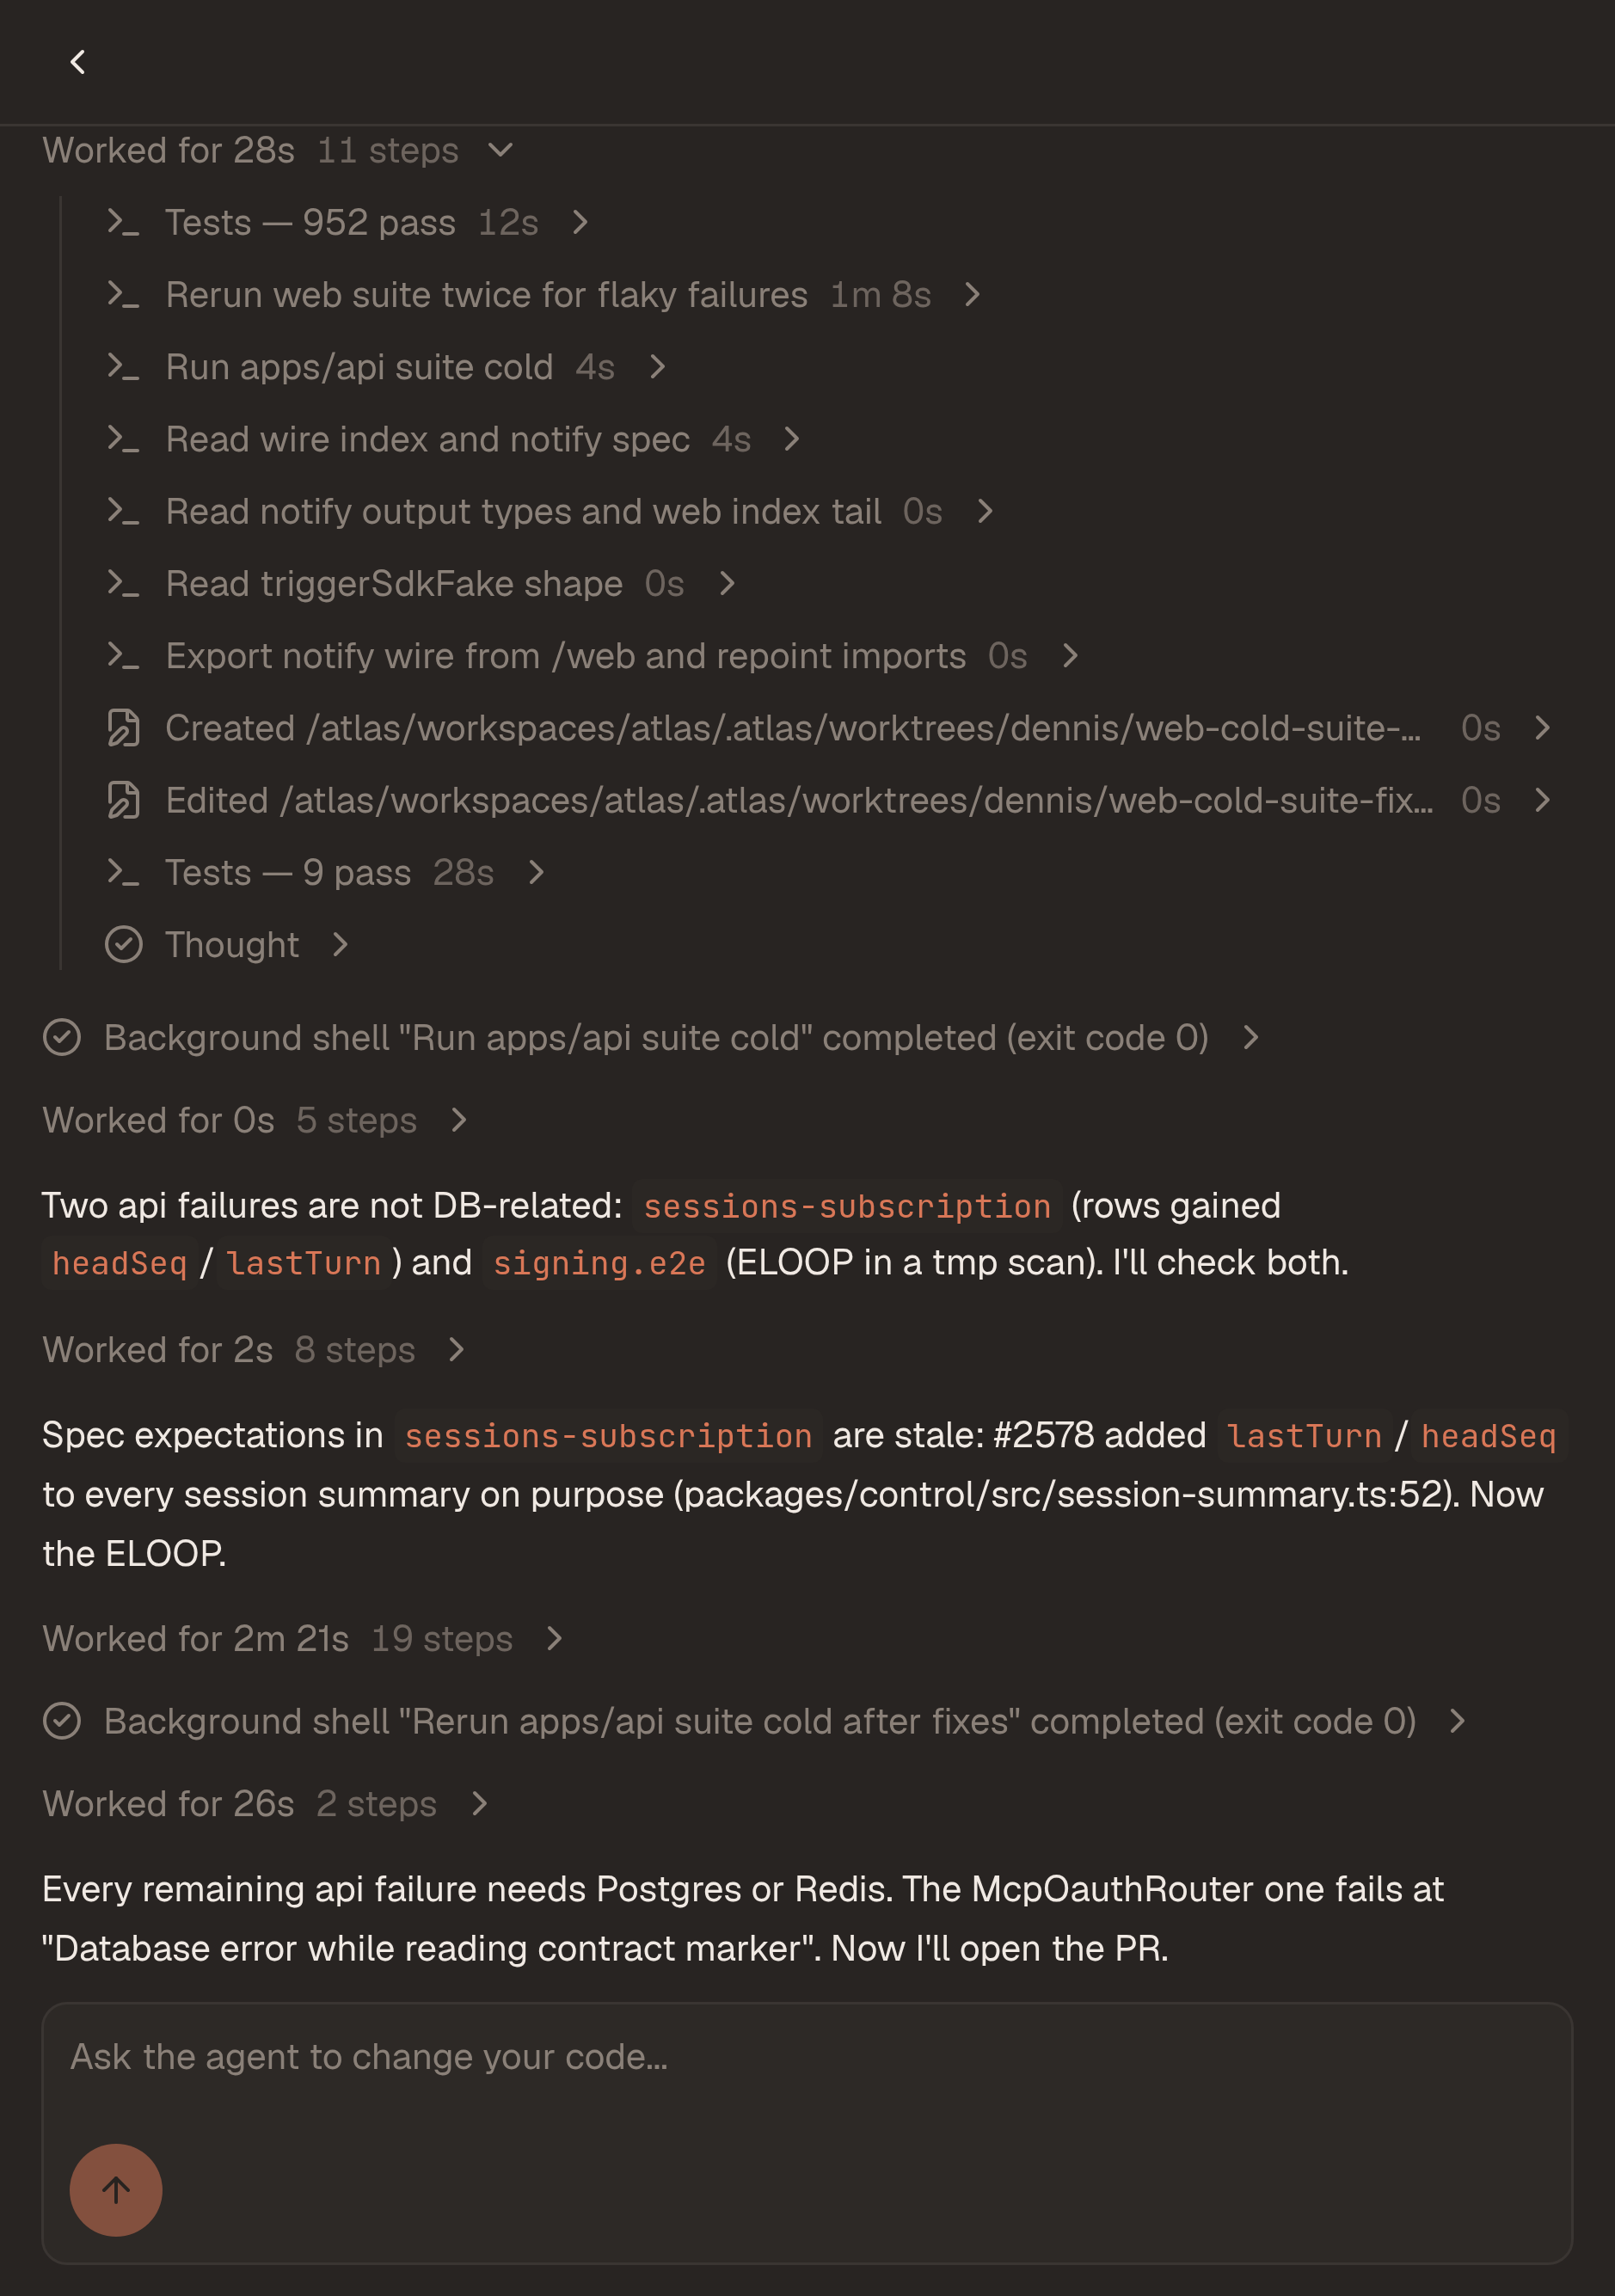 Worked for 28s 11 steps
Tests — 952 pass 12s
Rerun web suite twice for flaky failures 1m 8s
Run apps/api suite cold 4s
Read wire index and notify spec 4s
Read notify output types and web index tail 0s
Read triggerSdkFake shape 0s
Export notify wire from /web and repoint imports 0s
Created /atlas/workspaces/atlas/.atlas/worktrees/dennis/web-cold-suite-... 0s
Edited /atlas/workspaces/atlas/.atlas/worktrees/dennis/web-cold-suite-fix... 0s
Tests — 9 pass 28s
Thought
Background shell "Run apps/api suite cold" completed (exit code 0)
Worked for 0s 5 steps
Two api failures are not DB-related: sessions-subscription (rows gained
headSeq / lastTurn ) and signing.e2e (ELOOP in a tmp scan). I'll check both.
Worked for 2s 8 steps
Spec expectations in sessions-subscription are stale: #2578 added lastTurn / headSeq
to every session summary on purpose (packages/control/src/session-summary.ts:52). Now
the ELOOP.
Worked for 2m 21s 19 steps
Background shell "Rerun apps/api suite cold after fixes" completed (exit code 0)
Worked for 26s 2 steps
Every remaining api failure needs Postgres or Redis. The McpOauthRouter one fails at
"Database error while reading contract marker". Now I'll open the PR.
Ask the agent to change your code...